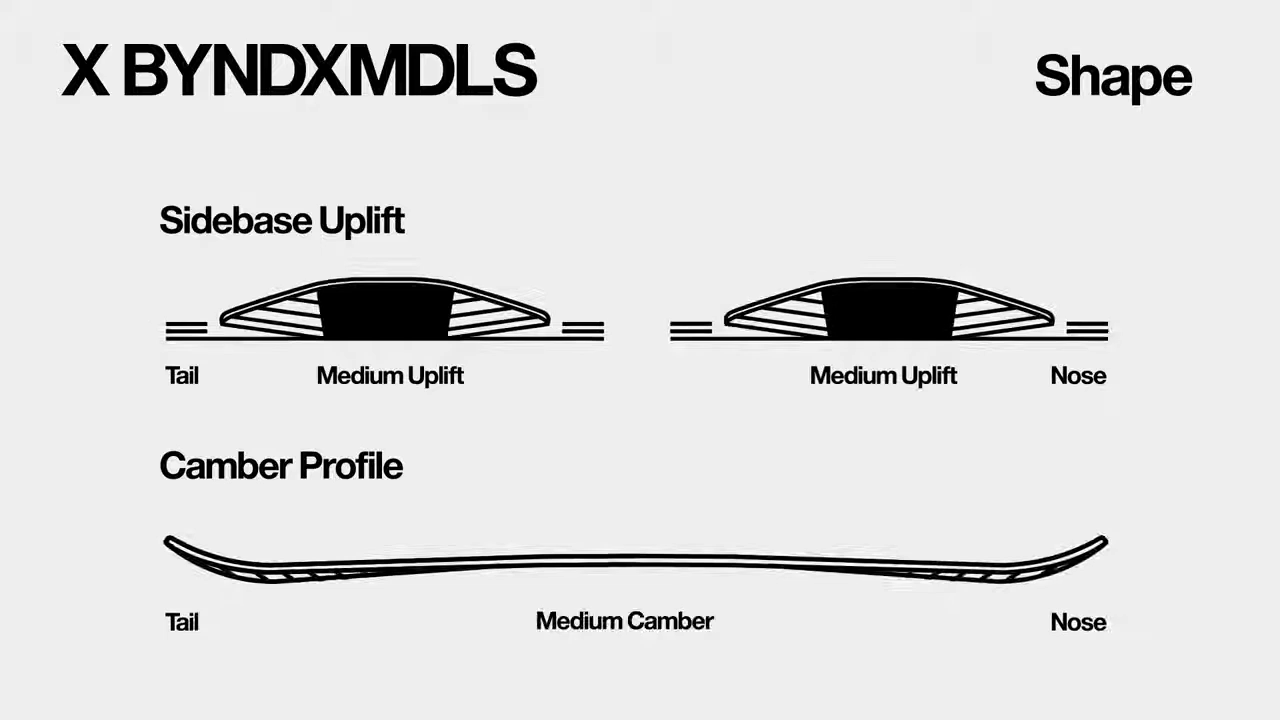 X BYNDXMDLS
Shape
Sidebase Uplift
Tail
Medium Uplift
Medium Uplift
Nose
Camber Profile
Tail
Medium Camber
Nose